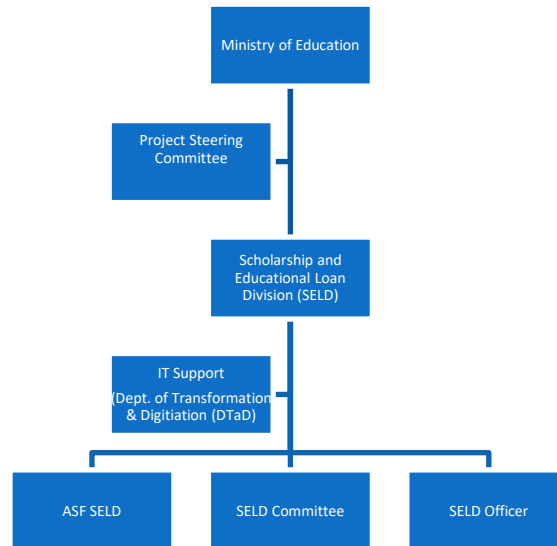 Ministry of Education
Project Steering
Committee
Scholarship and
Educational Loan
Division (SELD)
IT Support
(Dept. of Transformation
& Digitiation (DTaD)
ASF SELD
SELD Committee
SELD Officer